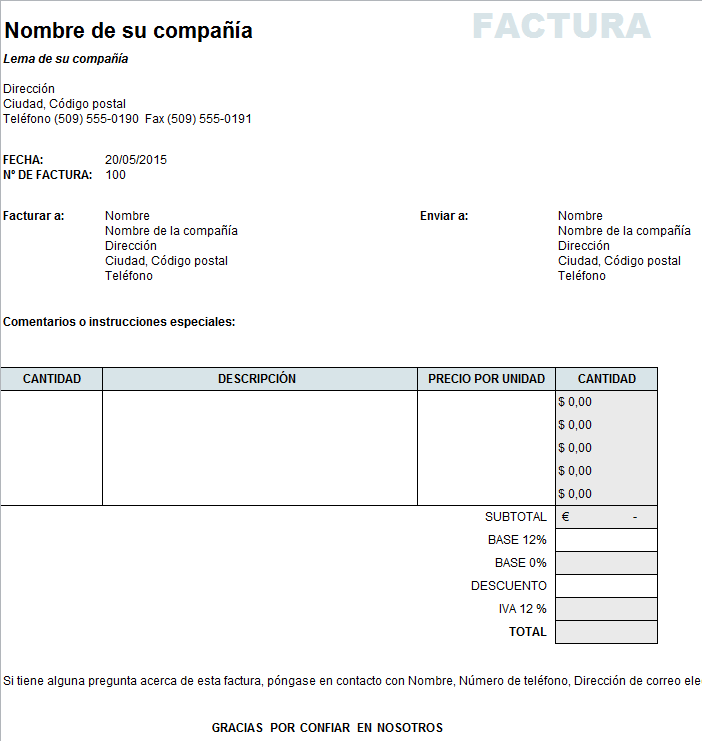 Nombre de su compañía
FACTURA
Lema de su compañía
Dirección
Ciudad, Código postal
Teléfono (509) 555-0190 Fax (509) 555-0191
FECHA: 20/05/2015
Nº DE FACTURA: 100
Facturar a: Nombre Enviar a: Nombre
Nombre de la compañía Nombre de la compañía
Dirección Dirección
Ciudad, Código postal Ciudad, Código postal
Teléfono Teléfono
Comentarios o instrucciones especiales:
CANTIDAD DESCRIPCIÓN PRECIO POR UNIDAD CANTIDAD
$ 0,00
$ 0,00
$ 0,00
$ 0,00
$ 0,00
SUBTOTAL € -
BASE 12%
BASE 0%
DESCUENTO
IVA 12 %
TOTAL
Si tiene alguna pregunta acerca de esta factura, póngase en contacto con Nombre, Número de teléfono, Dirección de correo ele
GRACIAS POR CONFIAR EN NOSOTROS